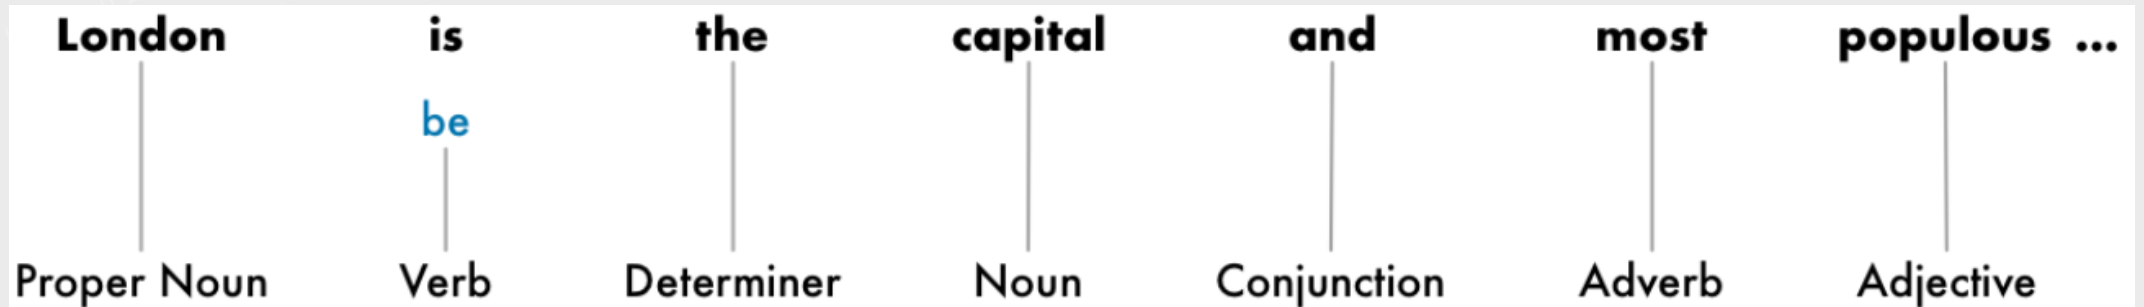 London is the capital and most populous ...
be
Proper Noun Verb Determiner Noun Conjunction Adverb Adjective